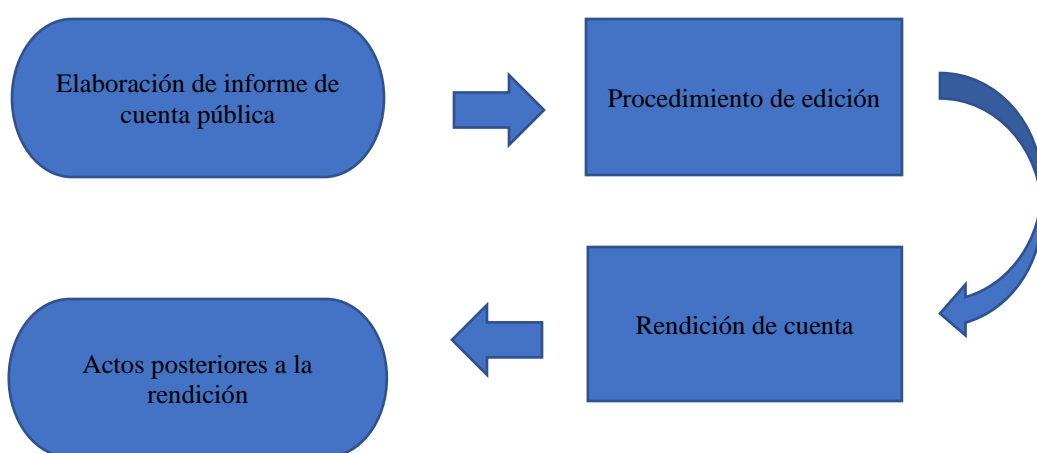 Elaboración de informe de
cuenta pública
Procedimiento de edición
Rendición de cuenta
Actos posteriores a la
rendición